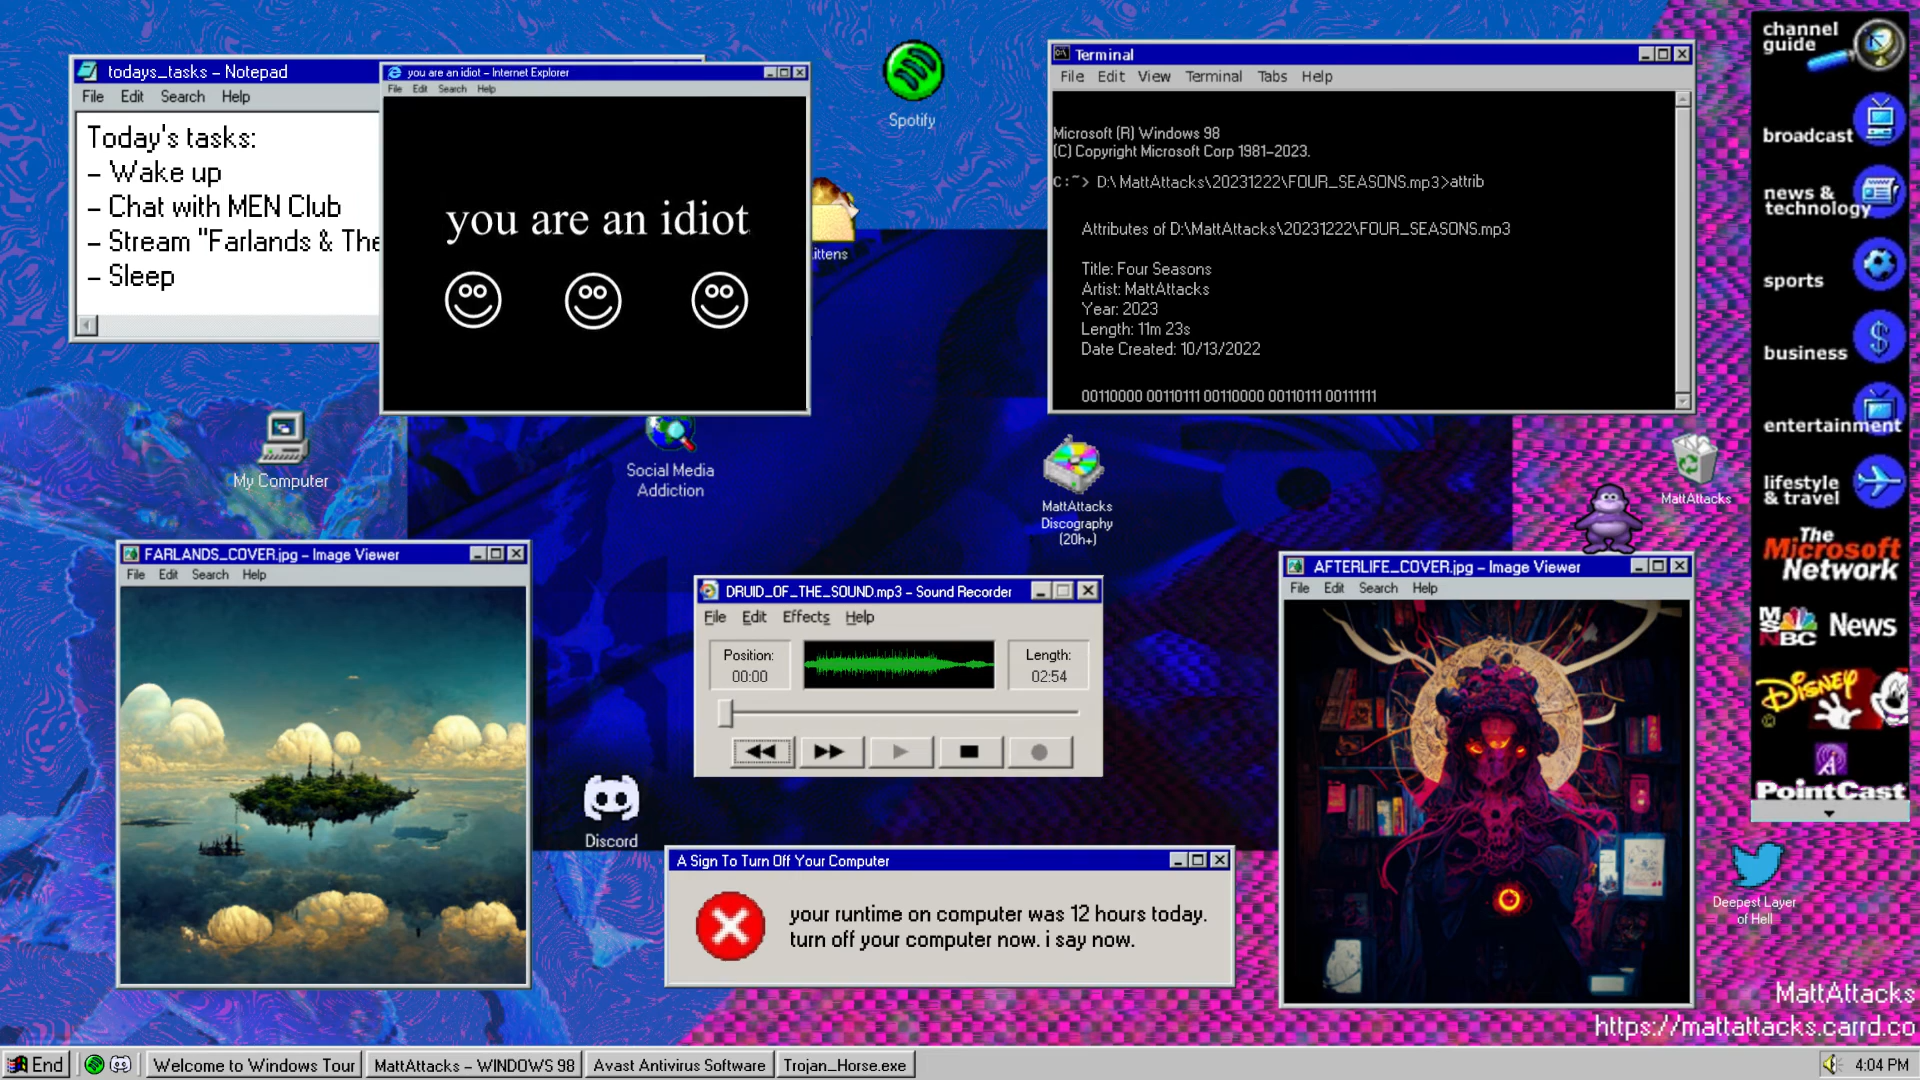 todays_tasks – Notepad
File Edit Search Help
Today's tasks:
– Wake up
– Chat with MEN Club
– Stream "Farlands & The
– Sleep
you are an idiot – Internet Explorer
File Edit Search Help
you are an idiot
Spotify
ittens
Terminal
File Edit View Terminal Tabs Help
Microsoft (R) Windows 98
(C) Copyright Microsoft Corp 1981–2023.
C:~> D:\MattAttacks\20231222\FOUR_SEASONS.mp3>attrib
Attributes of D:\MattAttacks\20231222\FOUR_SEASONS.mp3
Title: Four Seasons
Artist: MattAttacks
Year: 2023
Length: 11m 23s
Date Created: 10/13/2022
00110000 00110111 00110000 00110111 00111111
channel
guide
broadcast
news &
technology
sports
business
entertainment
lifestyle
& travel
The
Microsoft
Network
MSNBC News
Disney
PointCast
My Computer
Social Media
Addiction
MattAttacks
Discography
(20h+)
MattAttacks
FARLANDS_COVER.jpg – Image Viewer
File Edit Search Help
DRUID_OF_THE_SOUND.mp3 – Sound Recorder
File Edit Effects Help
Position:
00:00
Length:
02:54
AFTERLIFE_COVER.jpg – Image Viewer
File Edit Search Help
Discord
A Sign To Turn Off Your Computer
your runtime on computer was 12 hours today.
turn off your computer now. i say now.
Deepest Layer
of Hell
MattAttacks
https://mattattacks.carrd.co
End
Welcome to Windows Tour
MattAttacks – WINDOWS 98
Avast Antivirus Software
Trojan_Horse.exe
4:04 PM